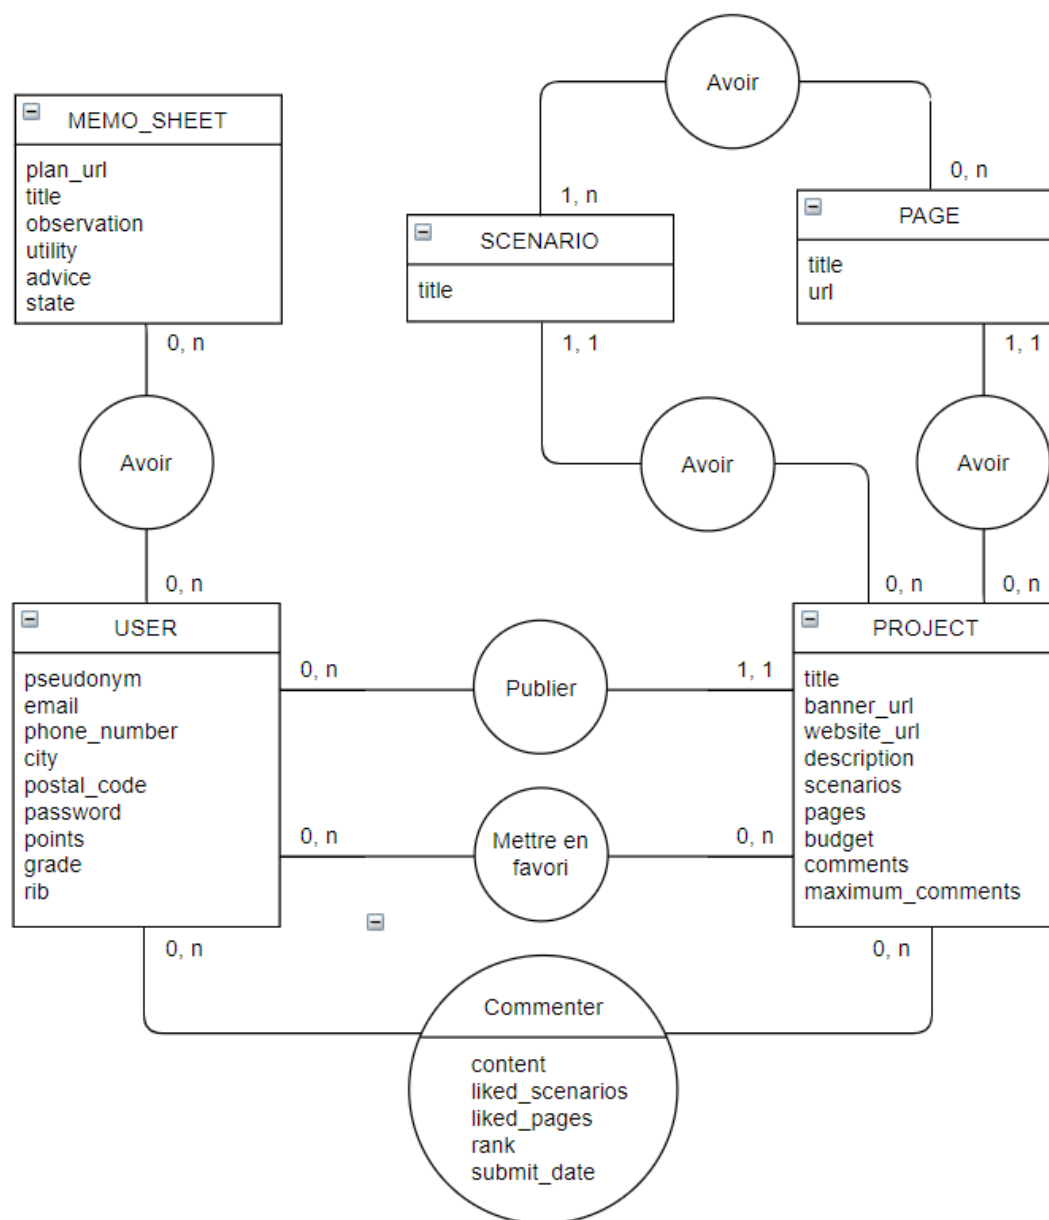 Avoir
MEMO_SHEET
plan_url
title
observation
utility
advice
state
0, n
1, n
0, n
SCENARIO
title
1, 1
PAGE
title
url
1, 1
Avoir
Avoir
Avoir
0, n
0, n
0, n
USER
pseudonym
email
phone_number
city
postal_code
password
points
grade
rib
0, n
Publier
1, 1
0, n
Mettre en
favori
0, n
PROJECT
title
banner_url
website_url
description
scenarios
pages
budget
comments
maximum_comments
0, n
0, n
Commenter
content
liked_scenarios
liked_pages
rank
submit_date